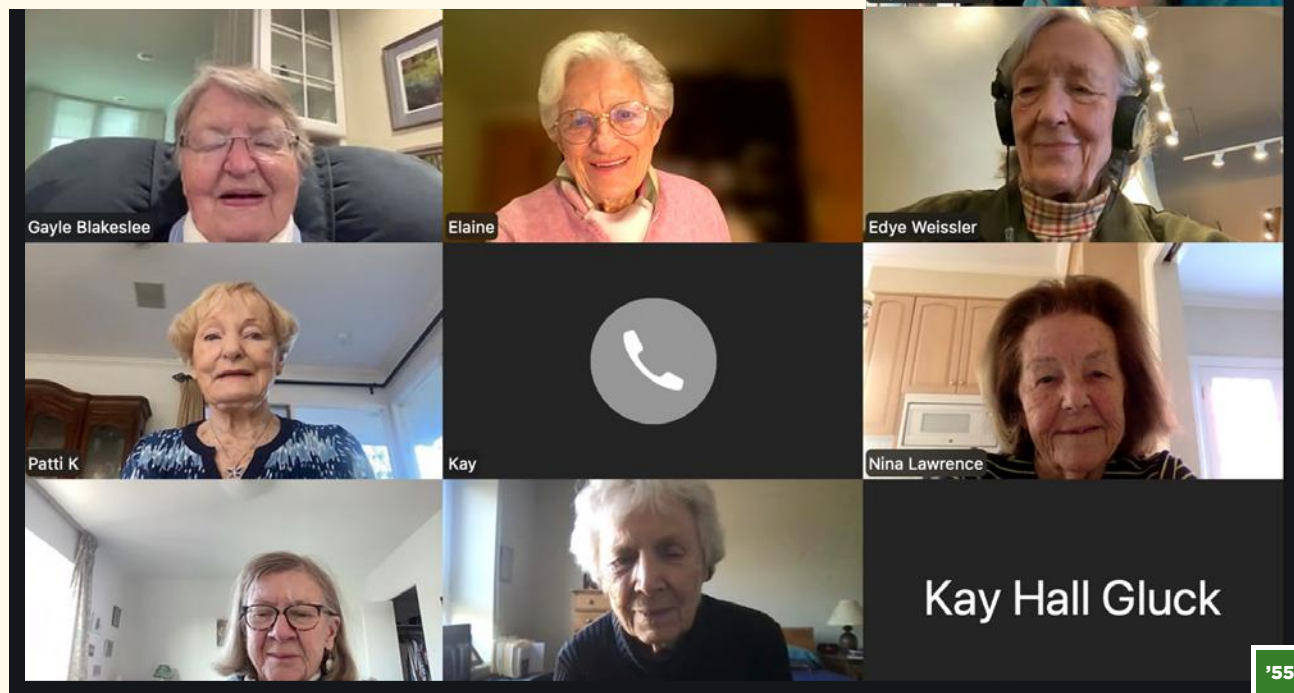 Gayle Blakeslee
Elaine
Edye Weissler
Patti K
Kay
Nina Lawrence
Kay Hall Gluck
’55